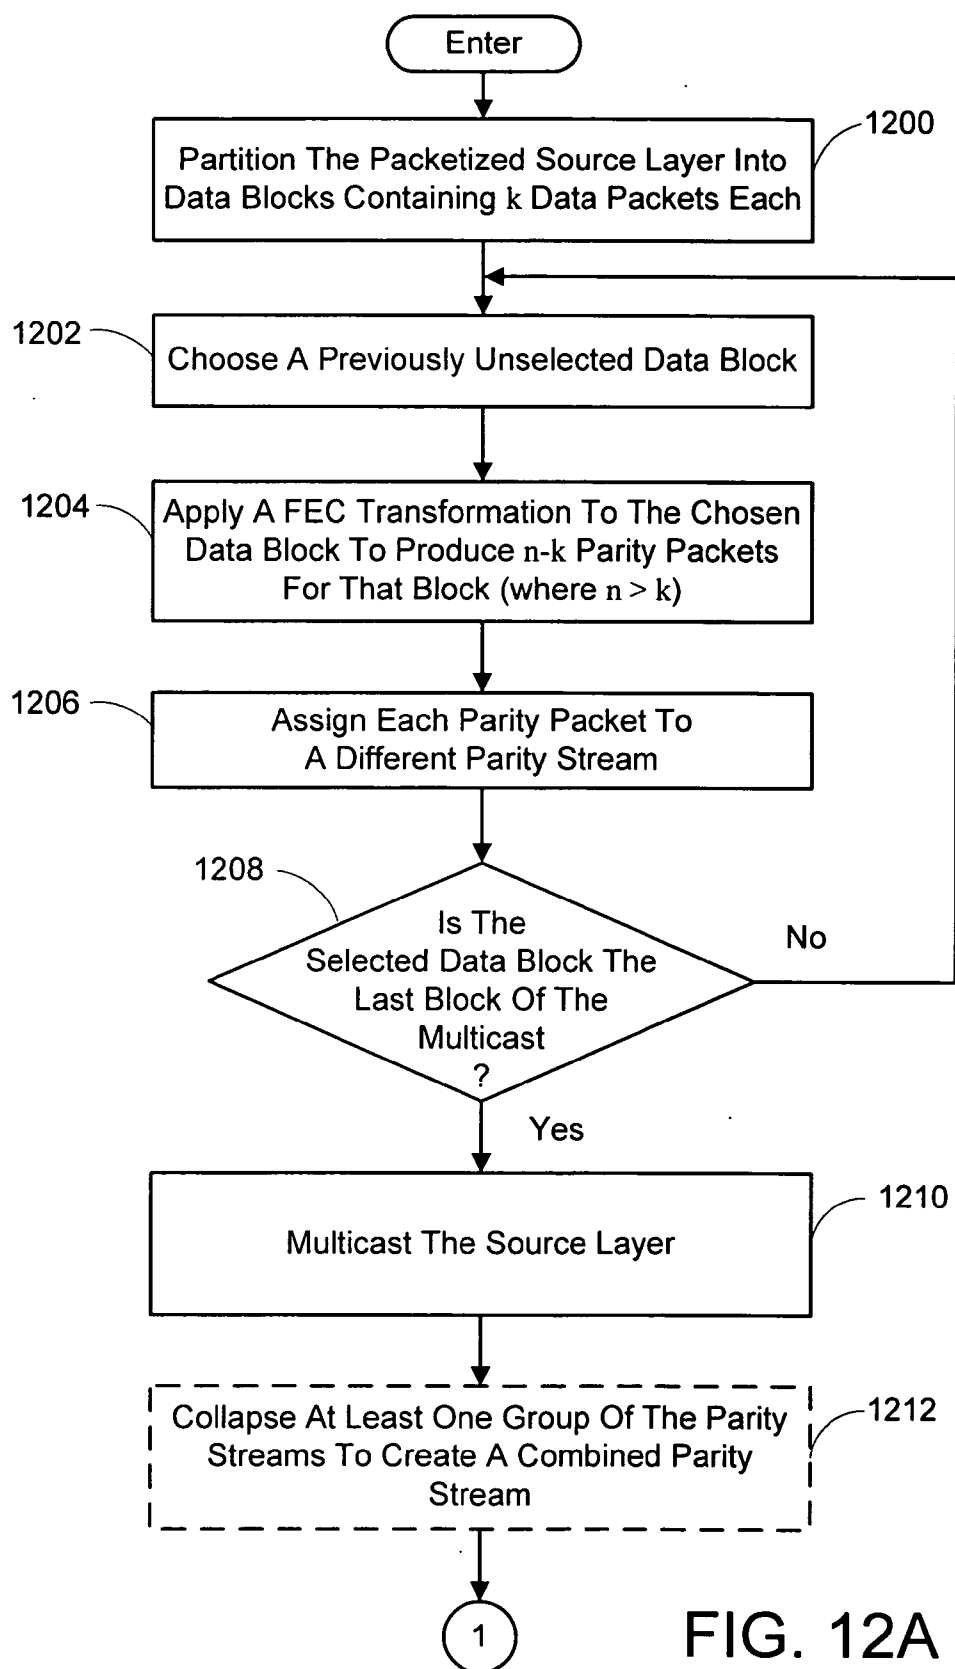 Enter
1200
Partition The Packetized Source Layer Into
Data Blocks Containing k Data Packets Each
1202
Choose A Previously Unselected Data Block
1204
Apply A FEC Transformation To The Chosen
Data Block To Produce n-k Parity Packets
For That Block (where n > k)
1206
Assign Each Parity Packet To
A Different Parity Stream
1208
Is The
Selected Data Block The
Last Block Of The
Multicast
?
No
Yes
1210
Multicast The Source Layer
1212
Collapse At Least One Group Of The Parity
Streams To Create A Combined Parity
Stream
1
FIG. 12A